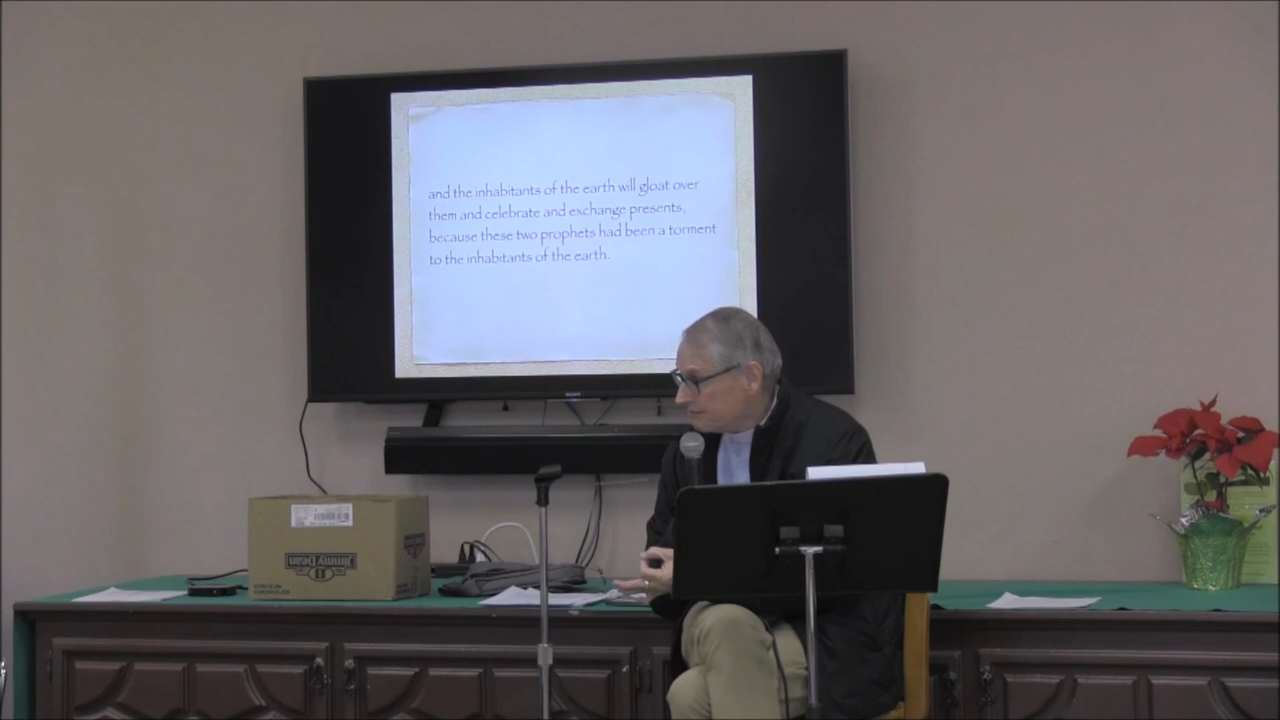 and the inhabitants of the earth will gloat over
them and celebrate and exchange presents,
because these two prophets had been a torment
to the inhabitants of the earth.
SONY
Jimmy Dean